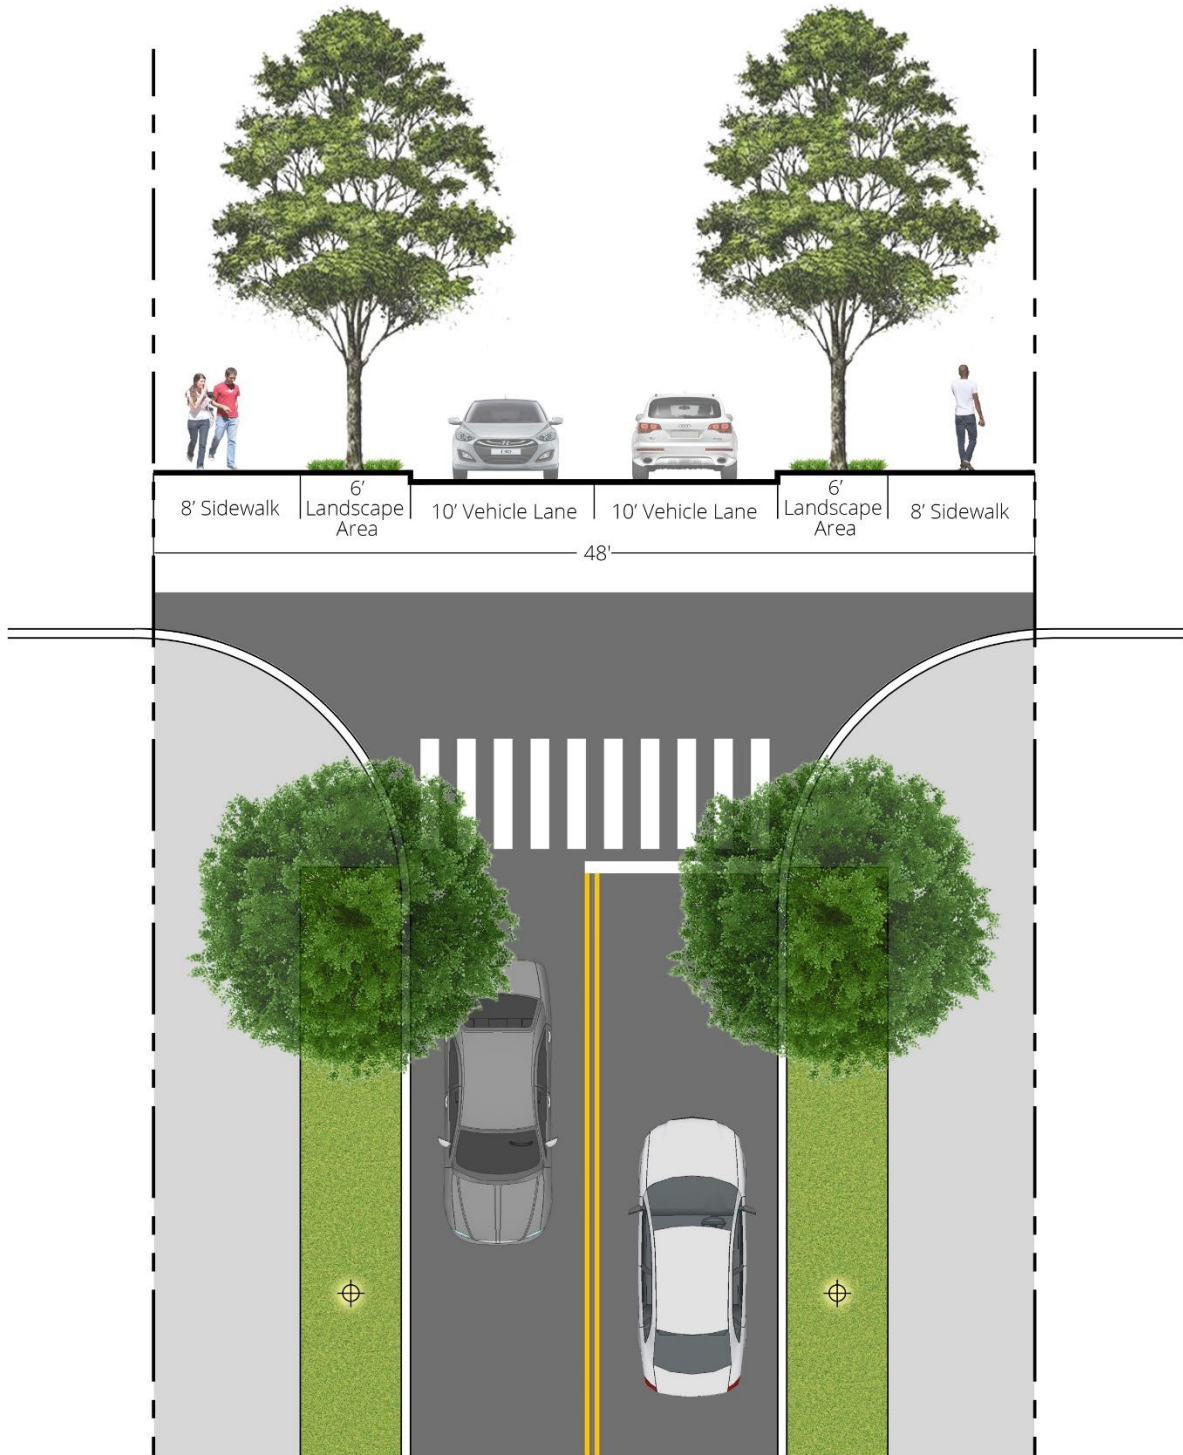 8’ Sidewalk
6’
Landscape
Area
10’ Vehicle Lane
10’ Vehicle Lane
6’
Landscape
Area
8’ Sidewalk
48'